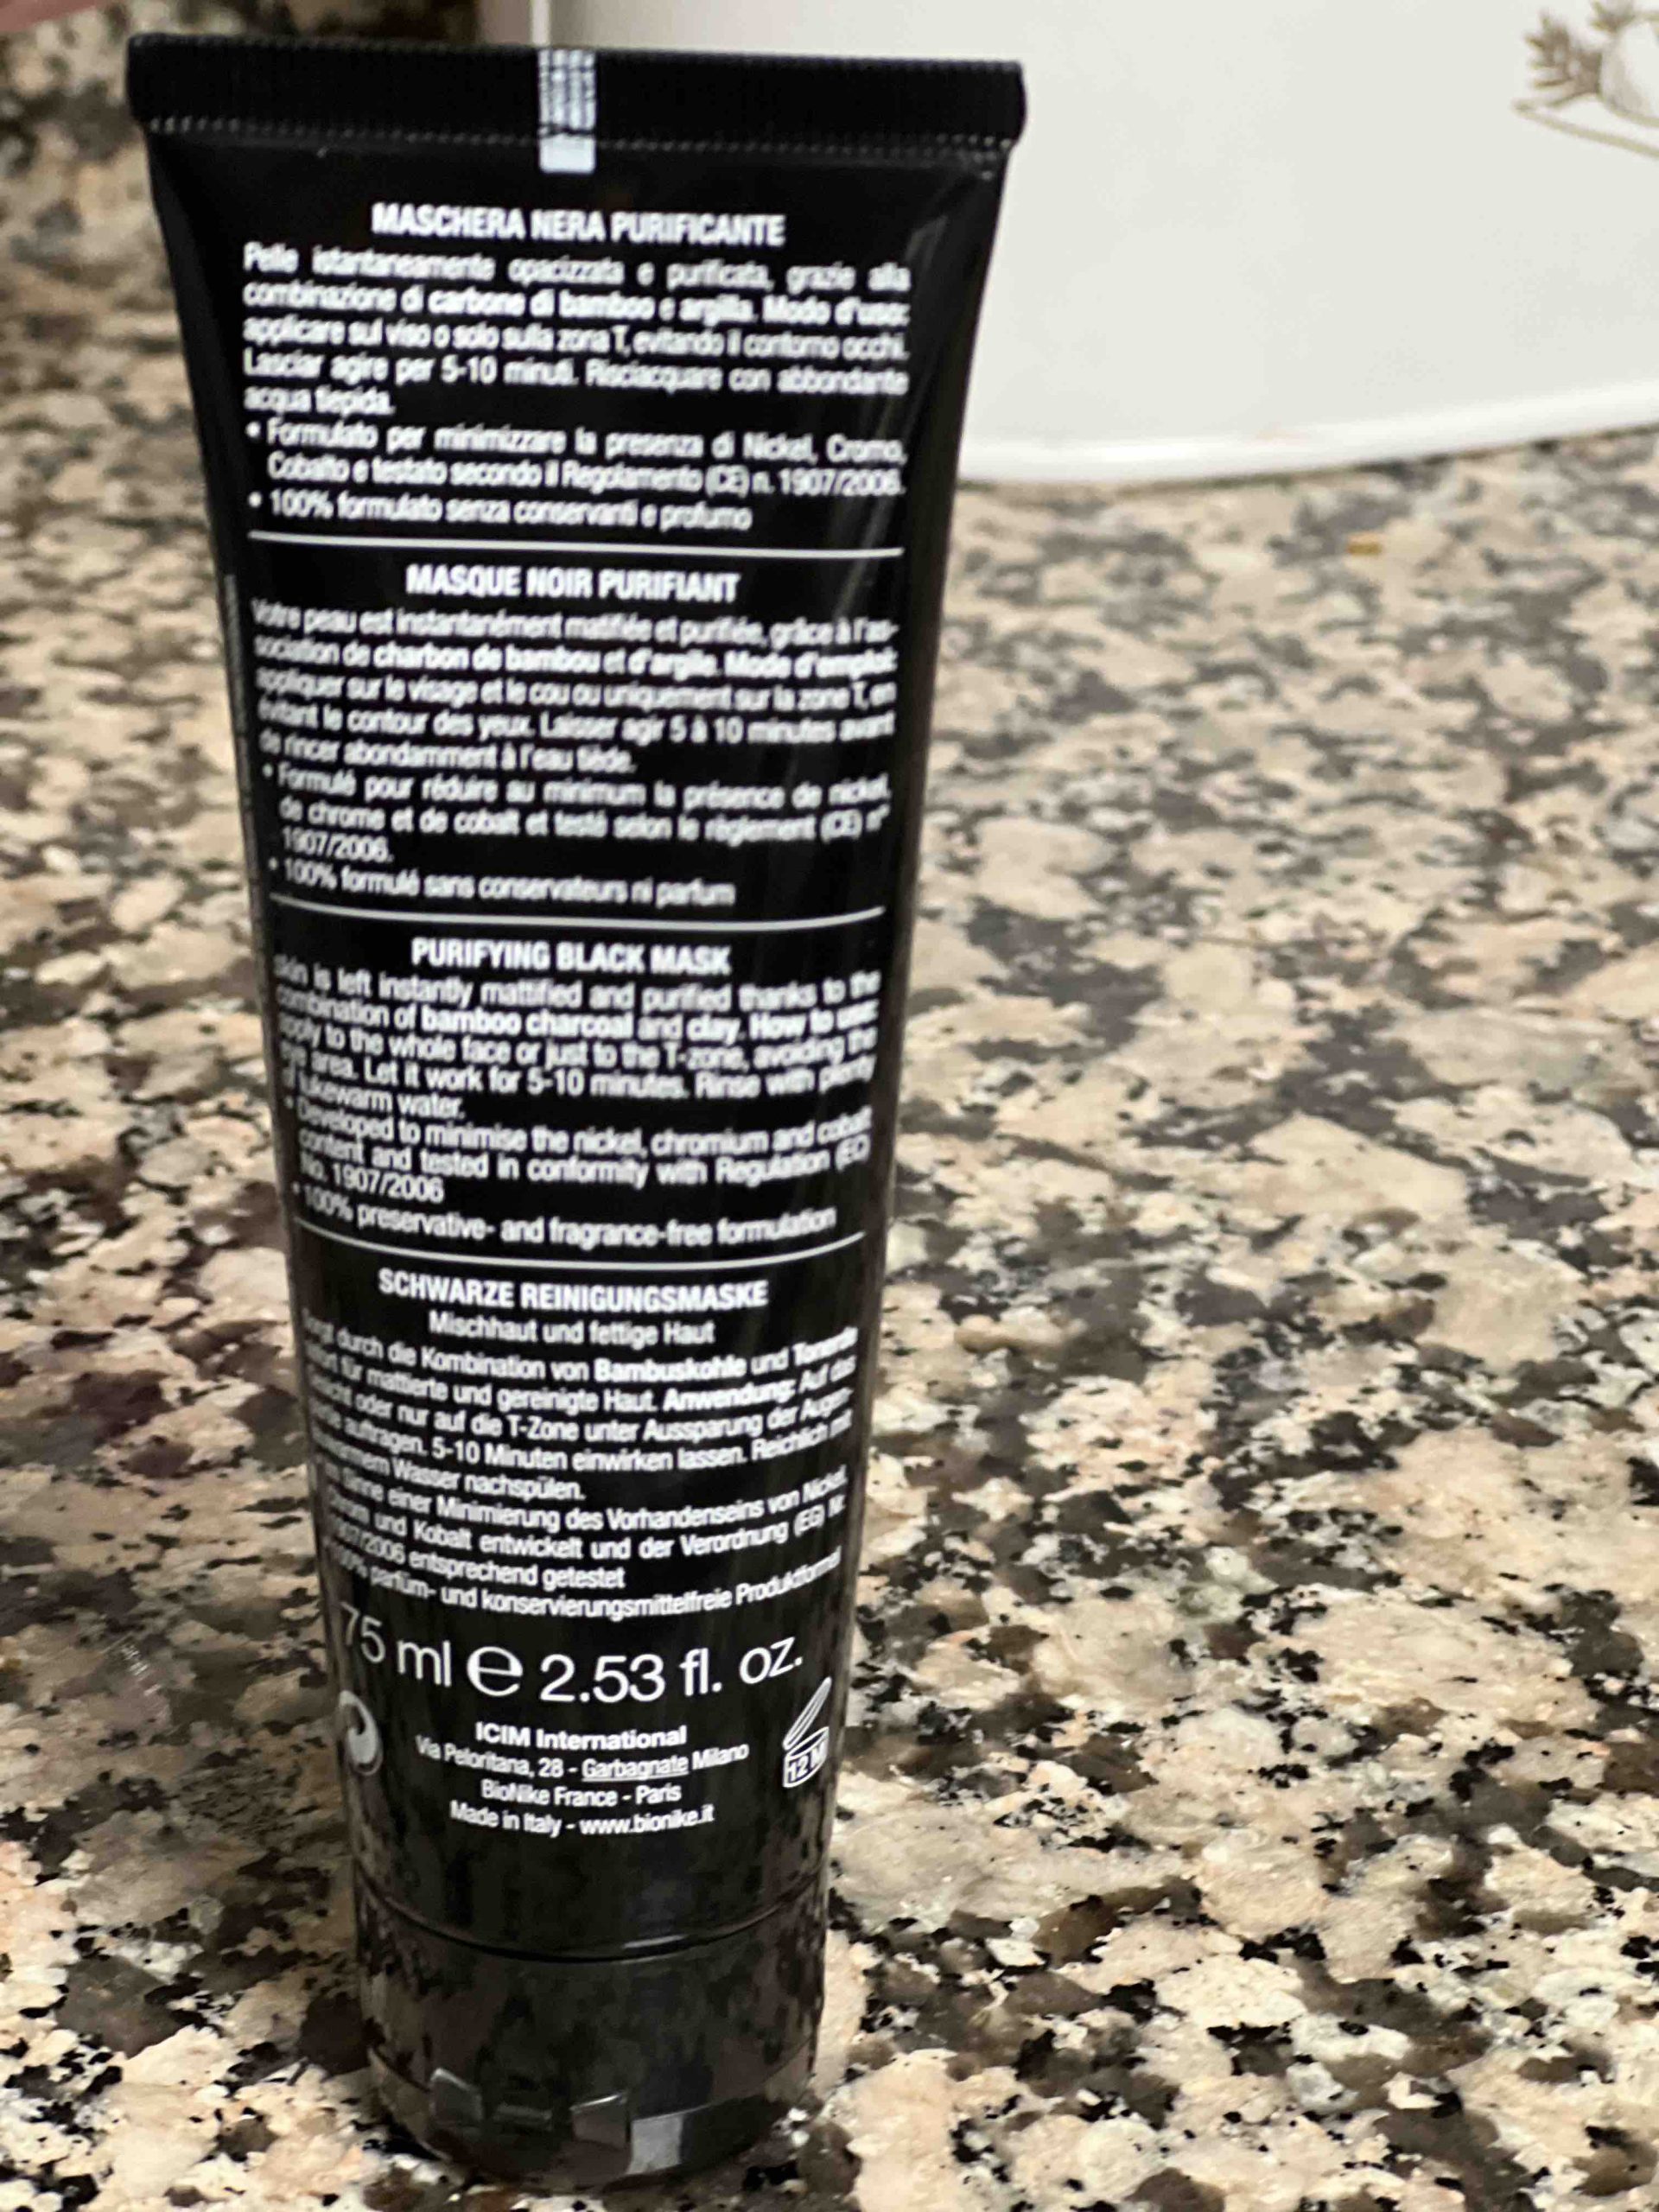 MASCHERA NERA PURIFICANTE
Pelle istantaneamente opacizzata e purificata, grazie alla
combinazione di carbone di bamboo e argilla. Modo d'uso:
applicare sul viso o solo sulla zona T, evitando il contorno occhi.
Lasciar agire per 5-10 minuti. Risciacquare con abbondante
acqua tiepida.
• Formulato per minimizzare la presenza di Nickel, Cromo,
Cobalto e testato secondo il Regolamento (CE) n. 1907/2006.
• 100% formulato senza conservanti e profumo
MASQUE NOIR PURIFIANT
Votre peau est instantanément matifiée et purifiée, grâce à l'as-
sociation de charbon de bambou et d'argile. Mode d'emploi:
appliquer sur le visage et le cou ou uniquement sur la zone T, en
évitant le contour des yeux. Laisser agir 5 à 10 minutes avant
de rincer abondamment à l'eau tiède.
• Formulé pour réduire au minimum la présence de nickel,
de chrome et de cobalt et testé selon le règlement (CE) n°
1907/2006.
• 100% formulé sans conservateurs ni parfum
PURIFYING BLACK MASK
skin is left instantly mattified and purified thanks to the
combination of bamboo charcoal and clay. How to use:
apply to the whole face or just to the T-zone, avoiding the
eye area. Let it work for 5-10 minutes. Rinse with plenty
of lukewarm water.
• Developed to minimise the nickel, chromium and cobalt
content and tested in conformity with Regulation (EC)
No. 1907/2006
• 100% preservative- and fragrance-free formulation
SCHWARZE REINIGUNGSMASKE
Mischhaut und fettige Haut
durch die Kombination von Bambuskohle und Tonerde
für mattierte und gereinigte Haut. Anwendung: Auf das
oder nur auf die T-Zone unter Aussparung der Augen-
auftragen. 5-10 Minuten einwirken lassen. Reichlich mit
Wasser nachspülen.
Sinne einer Minimierung des Vorhandenseins von Nickel,
und Kobalt entwickelt und der Verordnung (EG) Nr.
1907/2006 entsprechend getestet
parfüm- und konservierungsmittelfreie Produktformel
75 ml e 2.53 fl. oz.
ICIM International
Via Peloritana, 28 - Garbagnate Milano
BioNike France - Paris
Made in Italy - www.bionike.it
12 M